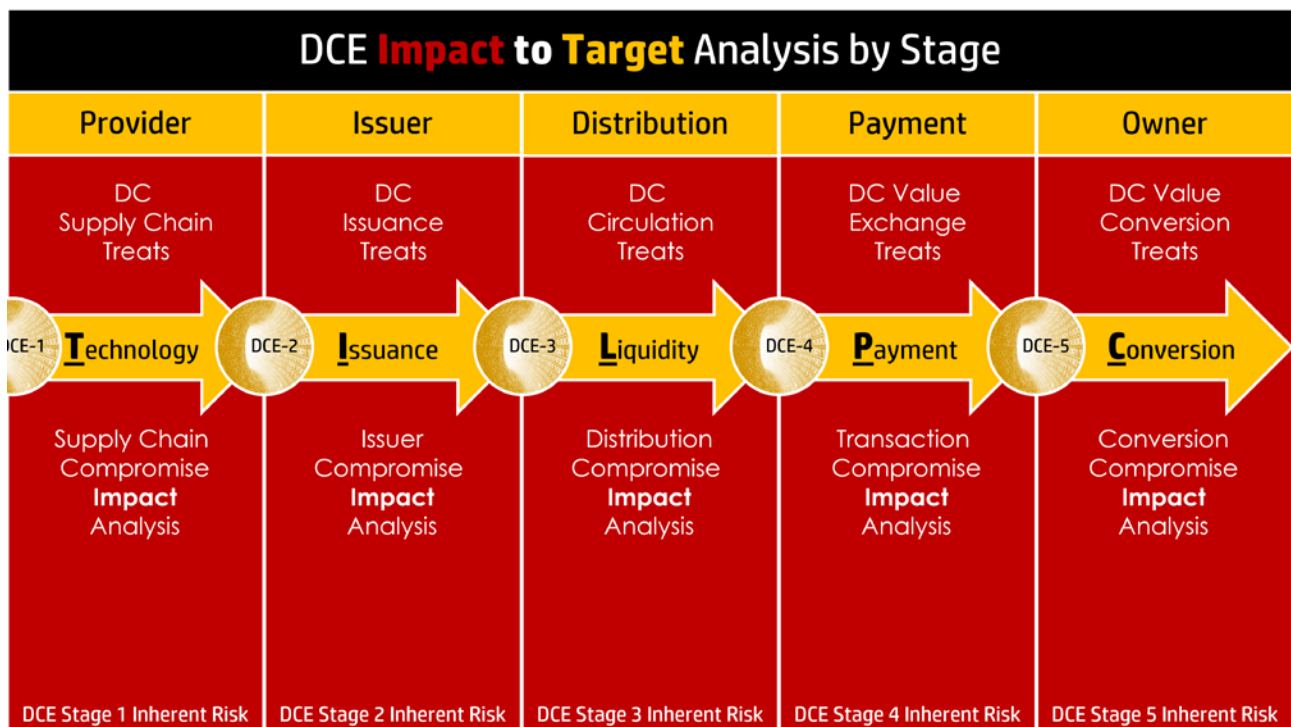 DCE Impact to Target Analysis by Stage
Provider
Issuer
Distribution
Payment
Owner
DC
Supply Chain
Treats
DC
Issuance
Treats
DC
Circulation
Treats
DC Value
Exchange
Treats
DC Value
Conversion
Treats
DCE-1
Technology
DCE-2
Issuance
DCE-3
Liquidity
DCE-4
Payment
DCE-5
Conversion
Supply Chain
Compromise
Impact
Analysis
Issuer
Compromise
Impact
Analysis
Distribution
Compromise
Impact
Analysis
Transaction
Compromise
Impact
Analysis
Conversion
Compromise
Impact
Analysis
DCE Stage 1 Inherent Risk
DCE Stage 2 Inherent Risk
DCE Stage 3 Inherent Risk
DCE Stage 4 Inherent Risk
DCE Stage 5 Inherent Risk